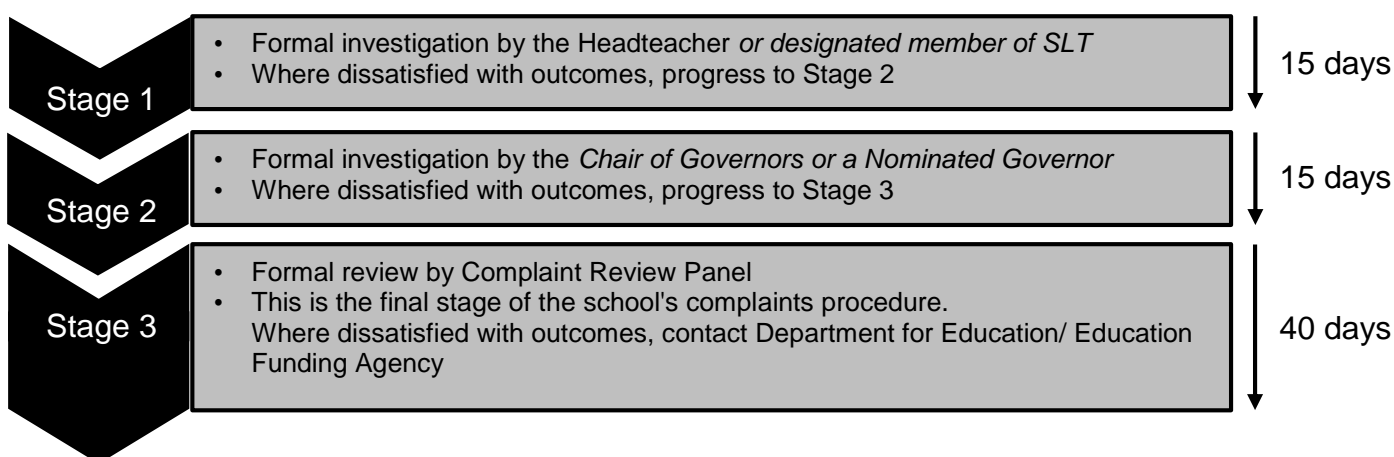 Stage 1
• Formal investigation by the Headteacher or designated member of SLT
• Where dissatisfied with outcomes, progress to Stage 2
15 days
Stage 2
• Formal investigation by the Chair of Governors or a Nominated Governor
• Where dissatisfied with outcomes, progress to Stage 3
15 days
Stage 3
• Formal review by Complaint Review Panel
• This is the final stage of the school's complaints procedure.
Where dissatisfied with outcomes, contact Department for Education/ Education
Funding Agency
40 days